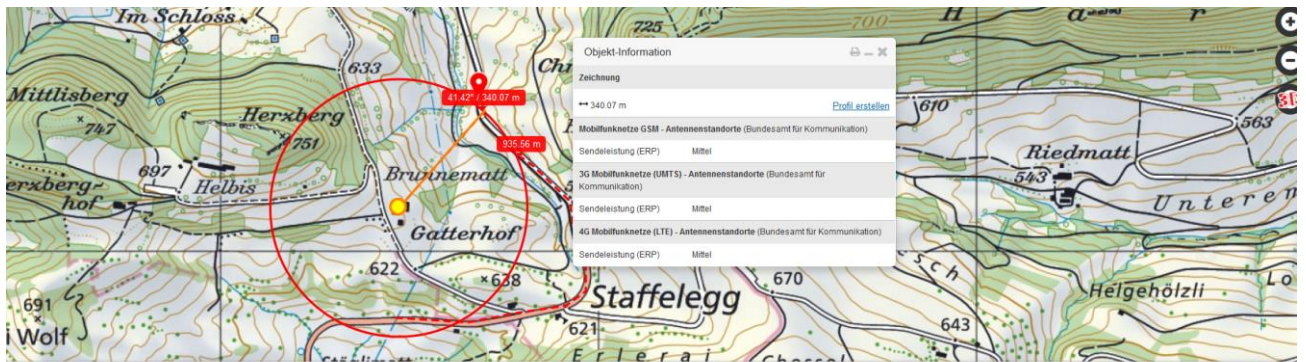 Im Schloss
725
700
H a r
633
Mittlisberg
747
Herzberg
751
41.42° / 340.07 m
935.56 m
Objekt-Information
Zeichnung
340.07 m
Profil erstellen
Mobilfunknetze GSM - Antennenstandorte (Bundesamt für Kommunikation)
Sendeleistung (ERP) Mittel
3G Mobilfunknetze (UMTS) - Antennenstandorte (Bundesamt für
Kommunikation)
Sendeleistung (ERP) Mittel
4G Mobilfunknetze (LTE) - Antennenstandorte (Bundesamt für Kommunikation)
Sendeleistung (ERP) Mittel
610
563
697
Helbis
Brunnematt
Riedmatt
543
erzberg-
hof
Unterem
Gatterhof
622
638
Staffelegg
670
Helgehölzli
691
i Wolf
621
643
Erlerai